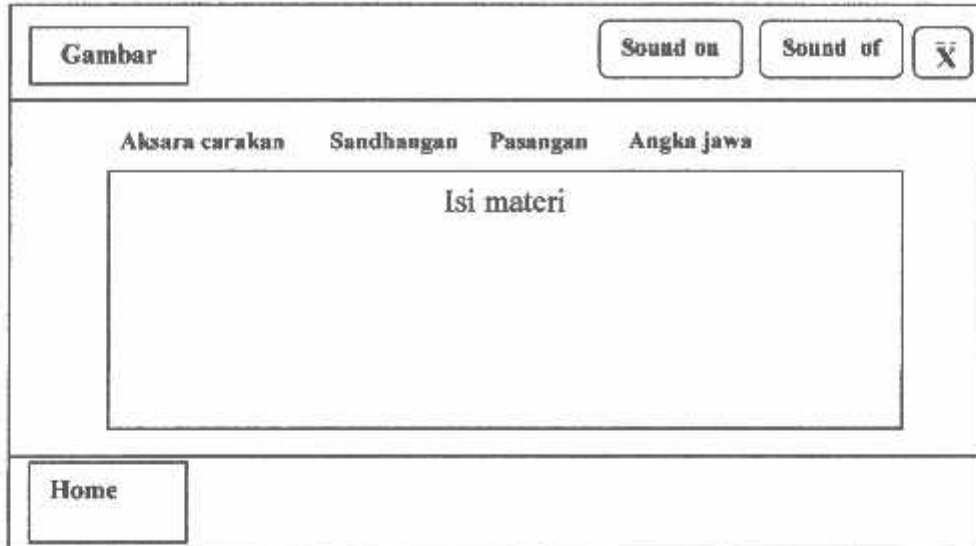 Gambar
Sound on
Sound of
X
Aksara carakan Sandhangan Pasangan Angka jawa
Isi materi
Home